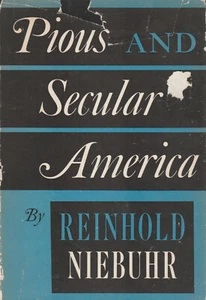 Pious AND
Secular
America
By REINHOLD
NIEBUHR